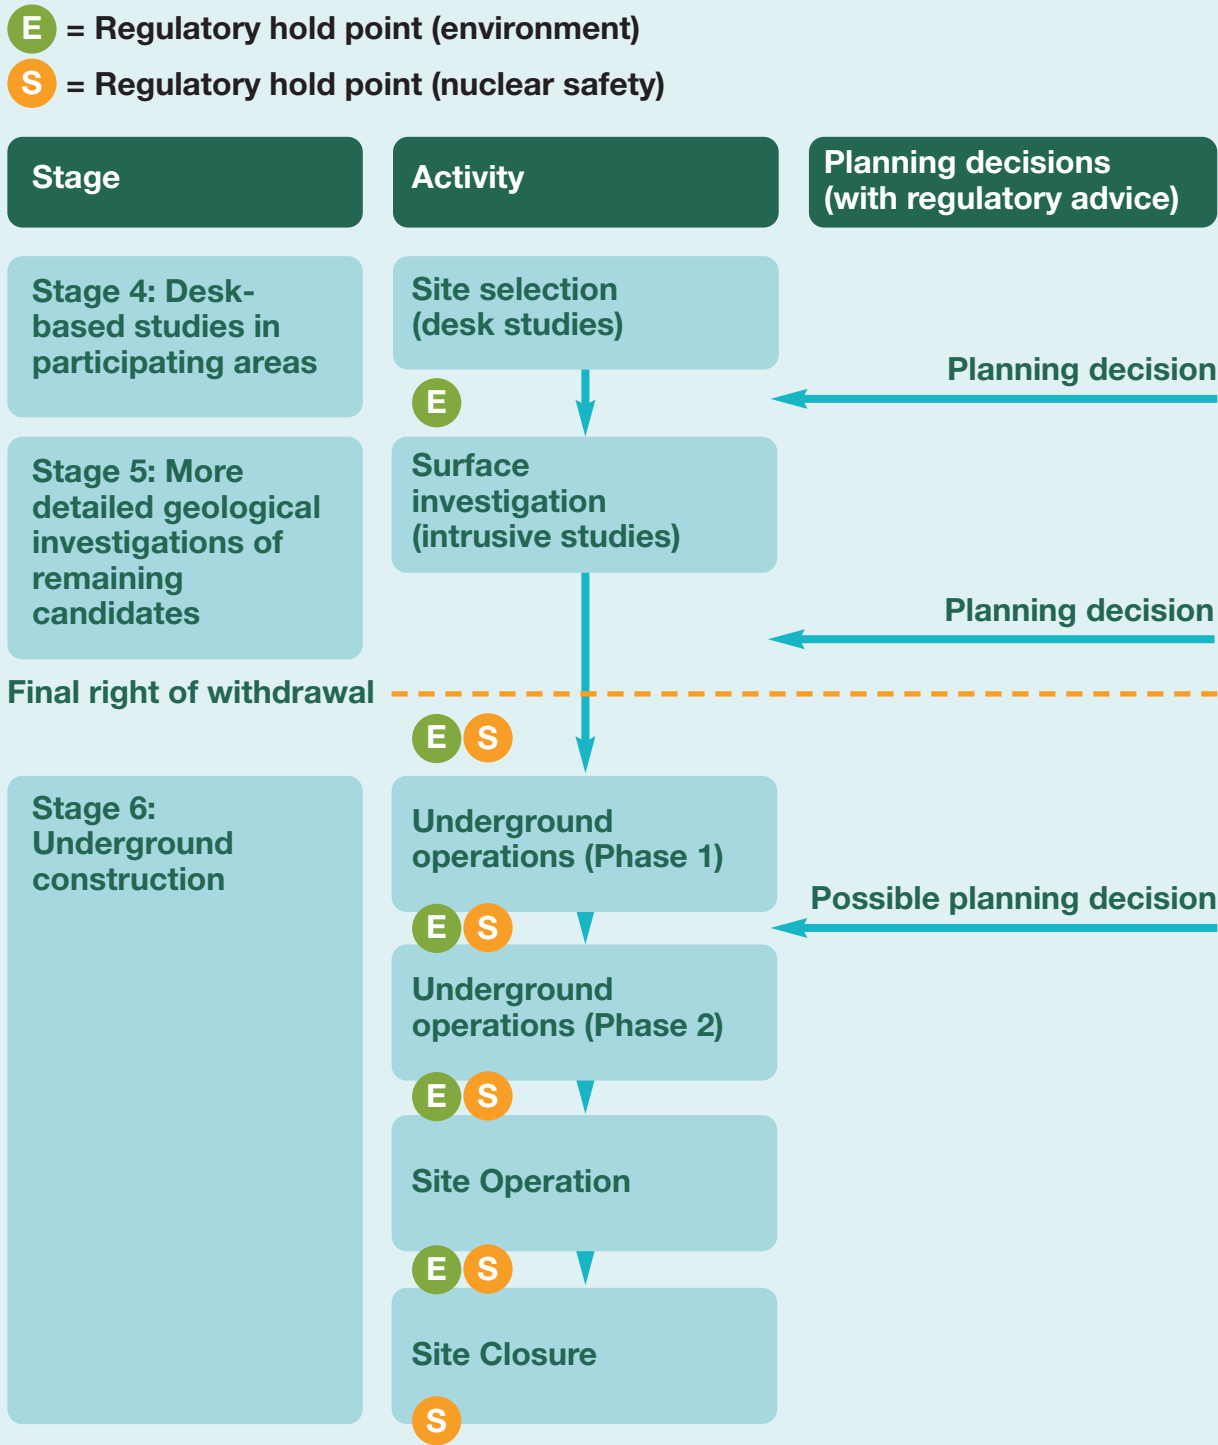 E = Regulatory hold point (environment)
S = Regulatory hold point (nuclear safety)
Stage
Activity
Planning decisions
(with regulatory advice)
Stage 4: Desk-
based studies in
participating areas
Site selection
(desk studies)
Planning decision
E
Stage 5: More
detailed geological
investigations of
remaining
candidates
Surface
investigation
(intrusive studies)
Planning decision
Final right of withdrawal
E S
Stage 6:
Underground
construction
Underground
operations (Phase 1)
Possible planning decision
E S
Underground
operations (Phase 2)
E S
Site Operation
E S
Site Closure
S